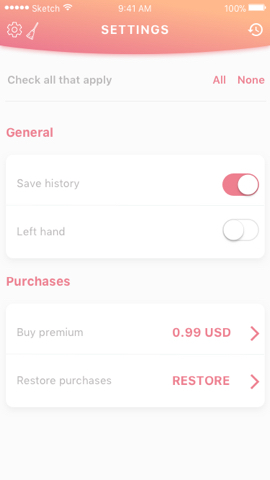 Sketch 9:41 AM 100%
SETTINGS
Check all that apply All None
General
Save history
Left hand
Purchases
Buy premium 0.99 USD
Restore purchases RESTORE